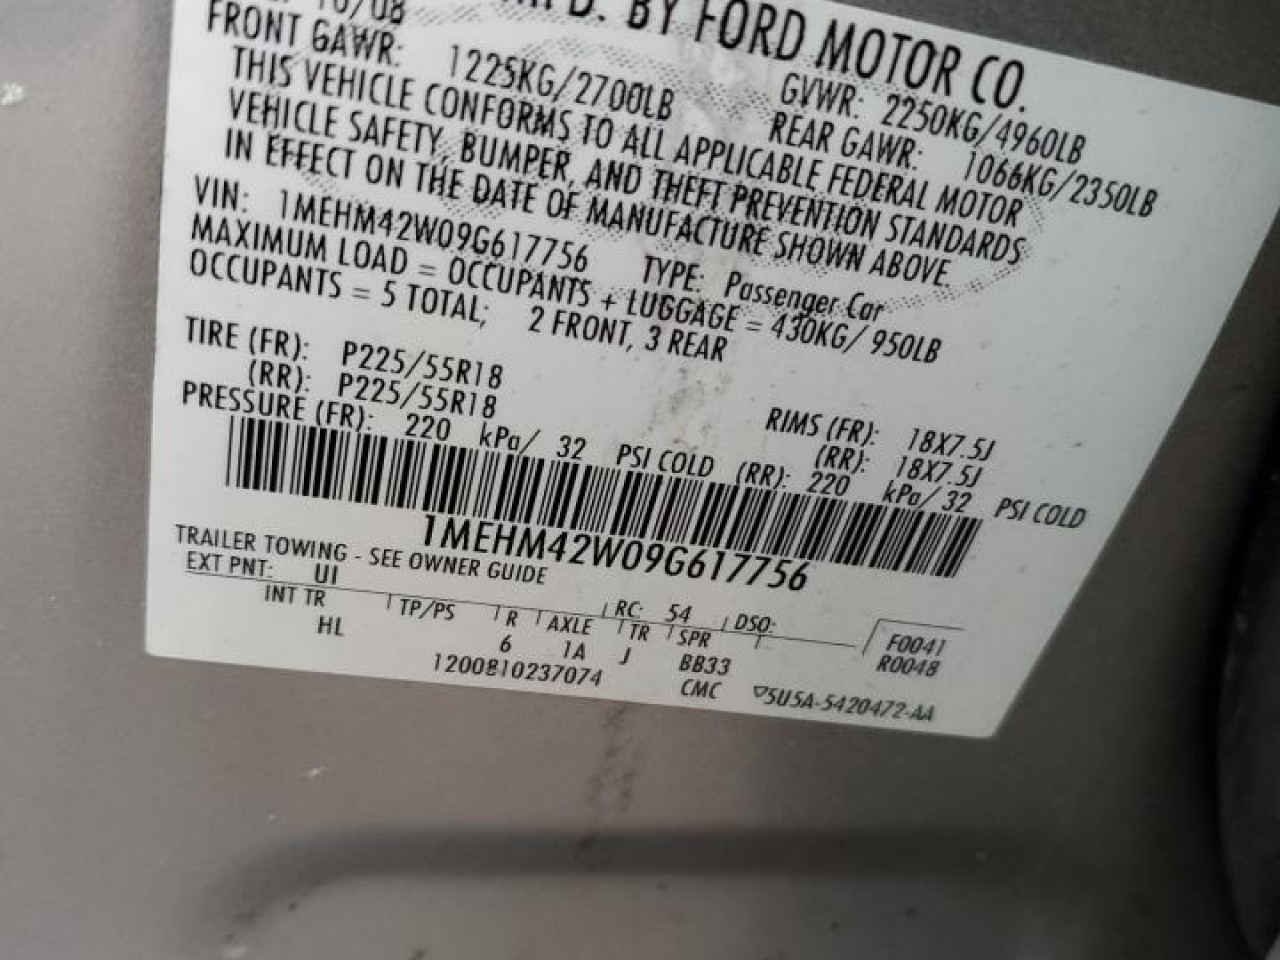 10/08 MFD. BY FORD MOTOR CO.
FRONT GAWR: 1225KG/2700LB GVWR: 2250KG/4960LB
REAR GAWR: 1066KG/2350LB
THIS VEHICLE CONFORMS TO ALL APPLICABLE FEDERAL MOTOR
VEHICLE SAFETY, BUMPER, AND THEFT PREVENTION STANDARDS
IN EFFECT ON THE DATE OF MANUFACTURE SHOWN ABOVE.
VIN: 1MEHM42W09G617756 TYPE: Passenger Car
MAXIMUM LOAD = OCCUPANTS + LUGGAGE = 430KG/ 950LB
OCCUPANTS = 5 TOTAL; 2 FRONT, 3 REAR
TIRE (FR): P225/55R18 RIMS (FR): 18X7.5J
(RR): P225/55R18 (RR): 18X7.5J
PRESSURE (FR): 220 kPa/ 32 PSI COLD (RR): 220 kPa/ 32 PSI COLD
1MEHM42W09G617756
TRAILER TOWING - SEE OWNER GUIDE
EXT PNT: UI RC: 54 DSO:
INT TR TP/PS R AXLE TR SPR F0041
HL 6 1A J BB33 R0048
1200810237074 CMC ▽5U5A-5420472-AA